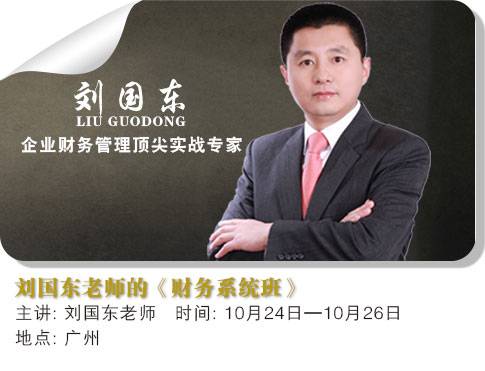 刘国东
LIU GUODONG
企业财务管理顶尖实战专家
刘国东老师的《财务系统班》
主讲: 刘国东老师 时间: 10月24日—10月26日
地点: 广州